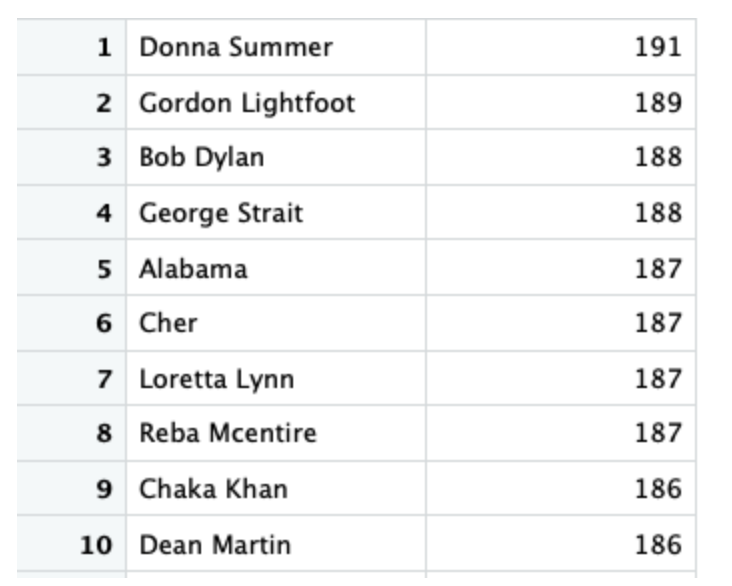 1 Donna Summer 191
2 Gordon Lightfoot 189
3 Bob Dylan 188
4 George Strait 188
5 Alabama 187
6 Cher 187
7 Loretta Lynn 187
8 Reba Mcentire 187
9 Chaka Khan 186
10 Dean Martin 186